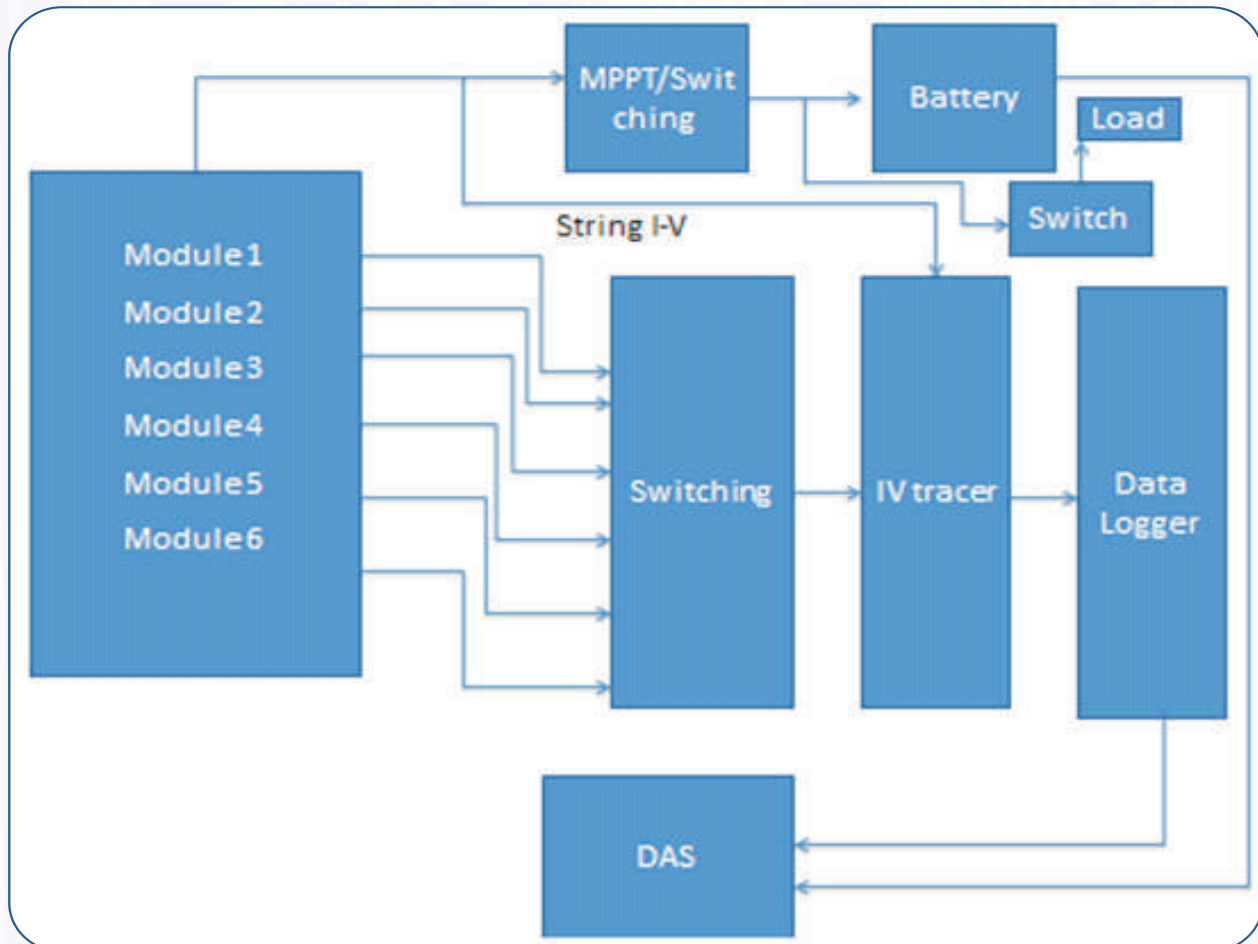 MPPT/Swit
ching
Battery
Load
Switch
String I-V
Module1
Module2
Module3
Module4
Module5
Module6
Switching
IV tracer
Data
Logger
DAS